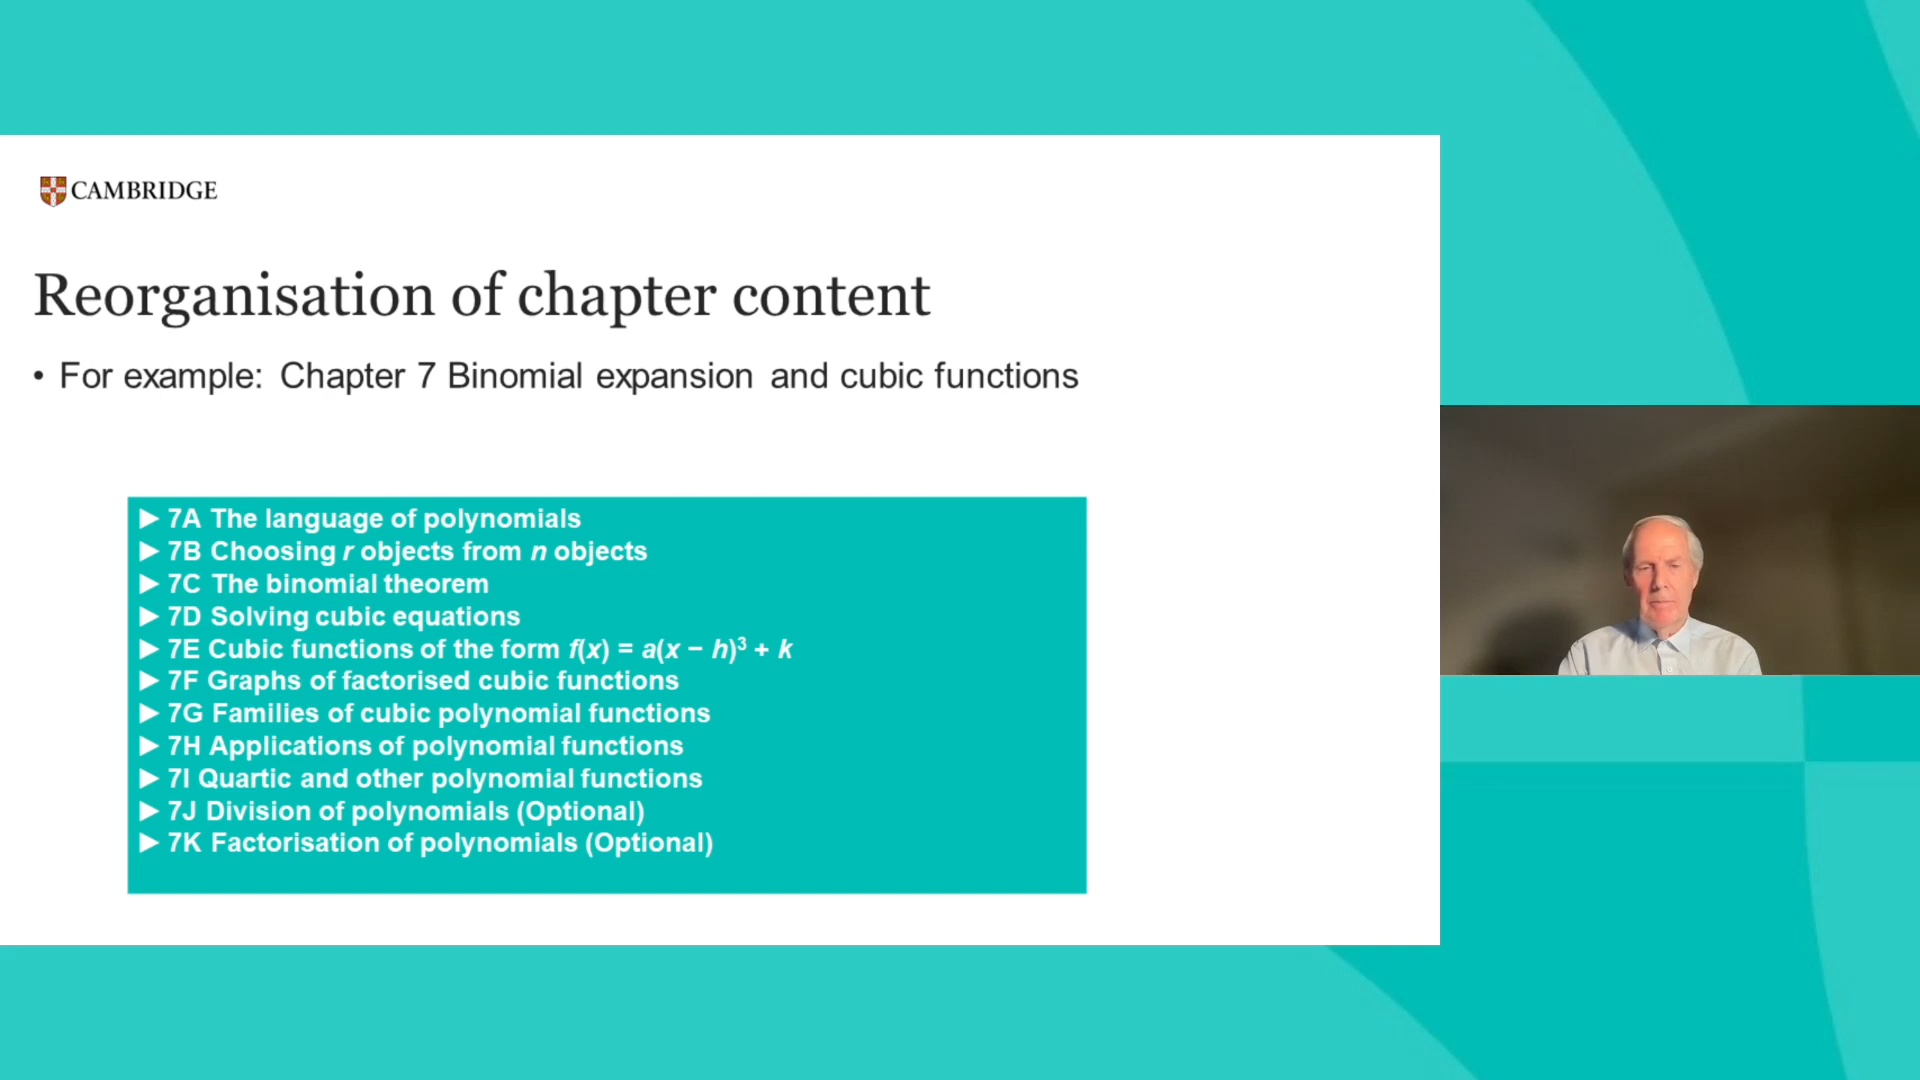 CAMBRIDGE
Reorganisation of chapter content
• For example: Chapter 7 Binomial expansion and cubic functions
▶ 7A The language of polynomials
▶ 7B Choosing r objects from n objects
▶ 7C The binomial theorem
▶ 7D Solving cubic equations
▶ 7E Cubic functions of the form f(x) = a(x − h)³ + k
▶ 7F Graphs of factorised cubic functions
▶ 7G Families of cubic polynomial functions
▶ 7H Applications of polynomial functions
▶ 7I Quartic and other polynomial functions
▶ 7J Division of polynomials (Optional)
▶ 7K Factorisation of polynomials (Optional)